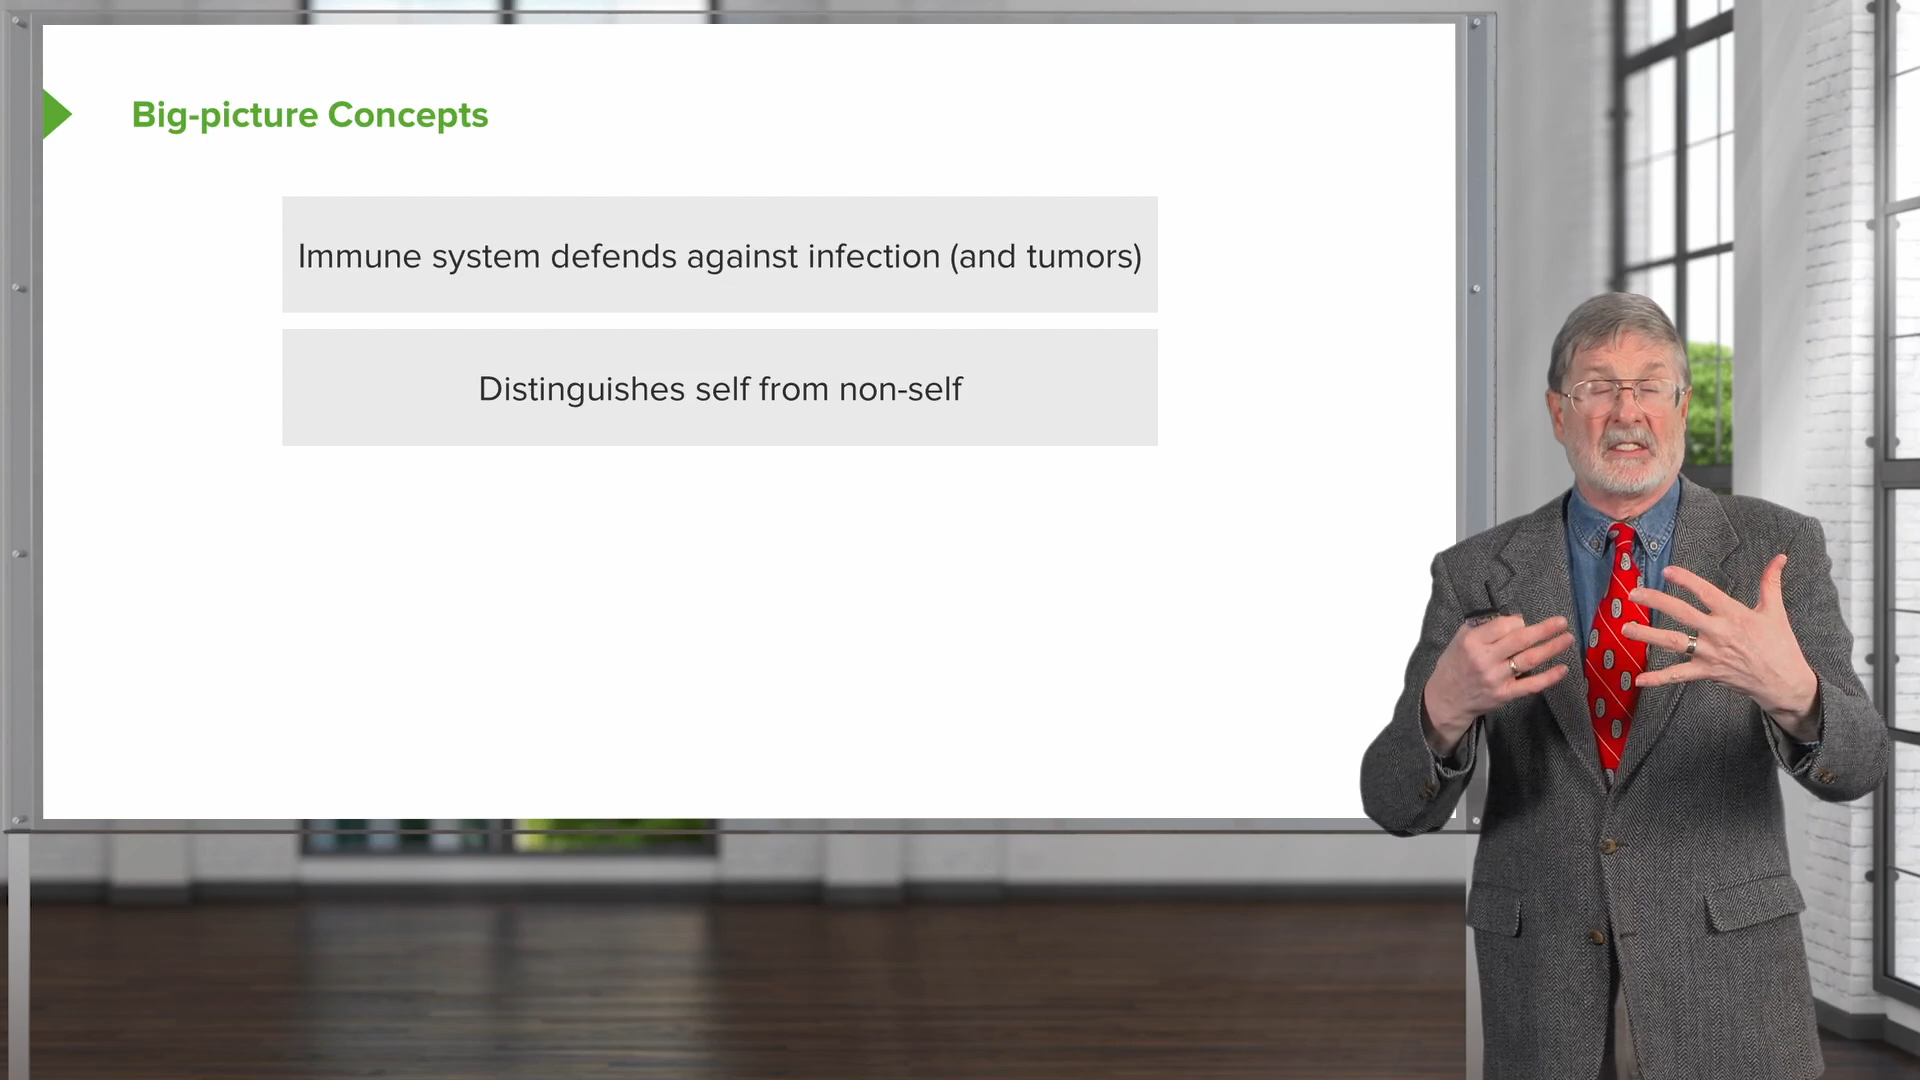 Big-picture Concepts
Immune system defends against infection (and tumors)
Distinguishes self from non-self